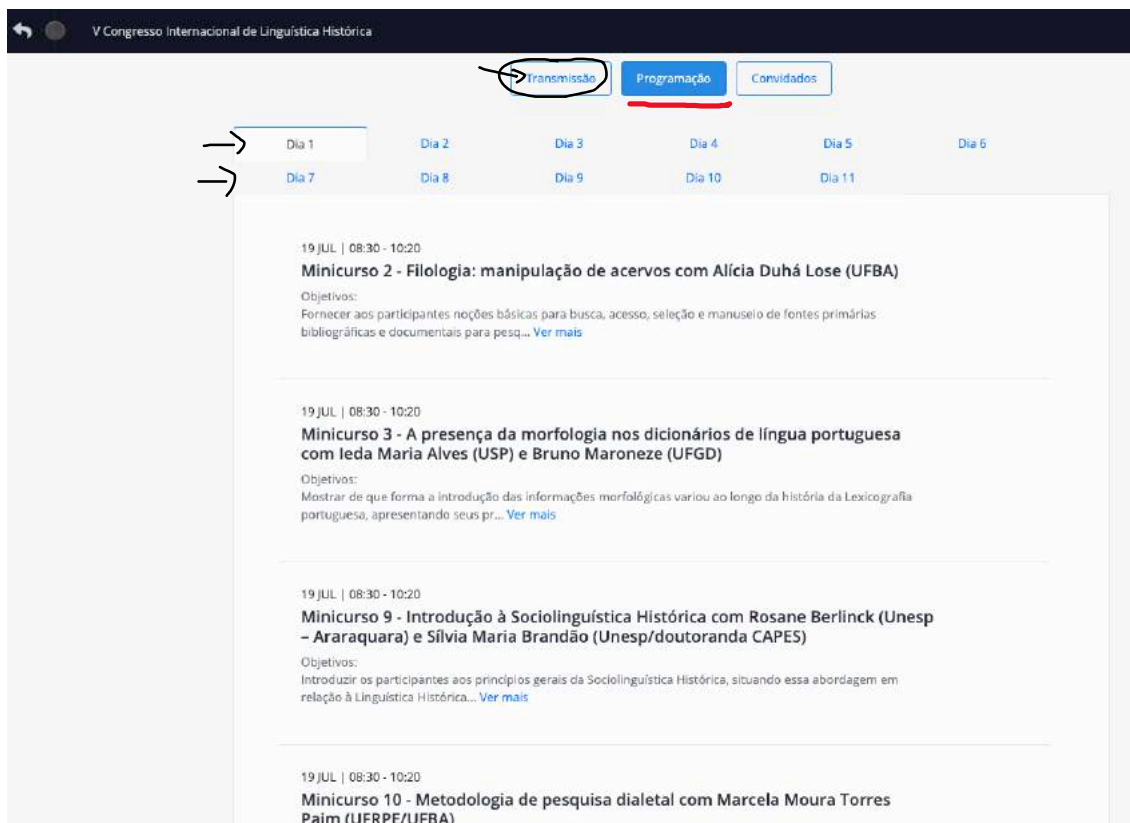 V Congresso Internacional de Linguística Histórica
Transmissão Programação Convidados
Dia 1 Dia 2 Dia 3 Dia 4 Dia 5 Dia 6
Dia 7 Dia 8 Dia 9 Dia 10 Dia 11
19 JUL | 08:30 - 10:20
Minicurso 2 - Filologia: manipulação de acervos com Alícia Duhá Lose (UFBA)
Objetivos:
Fornecer aos participantes noções básicas para busca, acesso, seleção e manuseio de fontes primárias
bibliográficas e documentais para pesq... Ver mais
19 JUL | 08:30 - 10:20
Minicurso 3 - A presença da morfologia nos dicionários de língua portuguesa
com Ieda Maria Alves (USP) e Bruno Maroneze (UFGD)
Objetivos:
Mostrar de que forma a introdução das informações morfológicas variou ao longo da história da Lexicografia
portuguesa, apresentando seus pr... Ver mais
19 JUL | 08:30 - 10:20
Minicurso 9 - Introdução à Sociolinguística Histórica com Rosane Berlinck (Unesp
– Araraquara) e Sílvia Maria Brandão (Unesp/doutoranda CAPES)
Objetivos:
Introduzir os participantes aos princípios gerais da Sociolinguística Histórica, situando essa abordagem em
relação à Linguística Histórica... Ver mais
19 JUL | 08:30 - 10:20
Minicurso 10 - Metodologia de pesquisa dialetal com Marcela Moura Torres
Paim (UFRPE/UFBA)